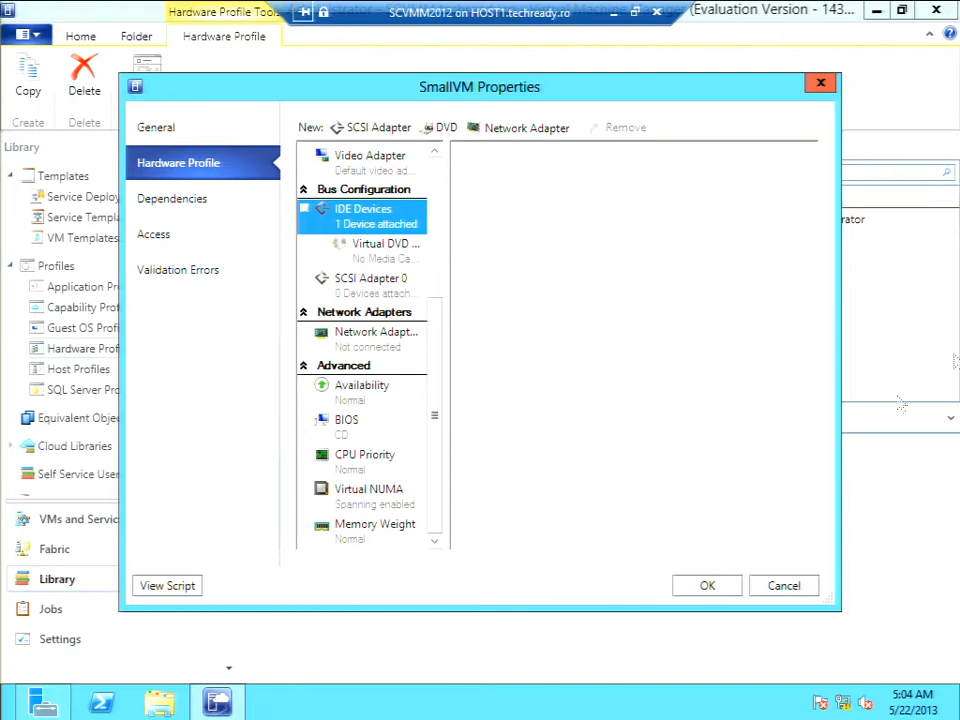 Hardware Profile Tools
SCVMM2012 on HOST1.techready.ro
(Evaluation Version - 143...
Home
Folder
Hardware Profile
Copy
Delete
Create
Delete
Library
Templates
Service Deploy
Service Templa
VM Templates
Profiles
Application Pr
Capability Prof
Guest OS Profi
Hardware Prof
Host Profiles
SQL Server Pro
Equivalent Obje
Cloud Libraries
Self Service User
VMs and Servic
Fabric
Library
Jobs
Settings
SmallVM Properties
General
Hardware Profile
Dependencies
Access
Validation Errors
New: SCSI Adapter DVD Network Adapter Remove
Video Adapter
Default video ad...
Bus Configuration
IDE Devices
1 Device attached
Virtual DVD ...
No Media Ca...
SCSI Adapter 0
0 Devices attach...
Network Adapters
Network Adapt...
Not connected
Advanced
Availability
Normal
BIOS
CD
CPU Priority
Normal
Virtual NUMA
Spanning enabled
Memory Weight
Normal
View Script
OK
Cancel
rator
5:04 AM
5/22/2013